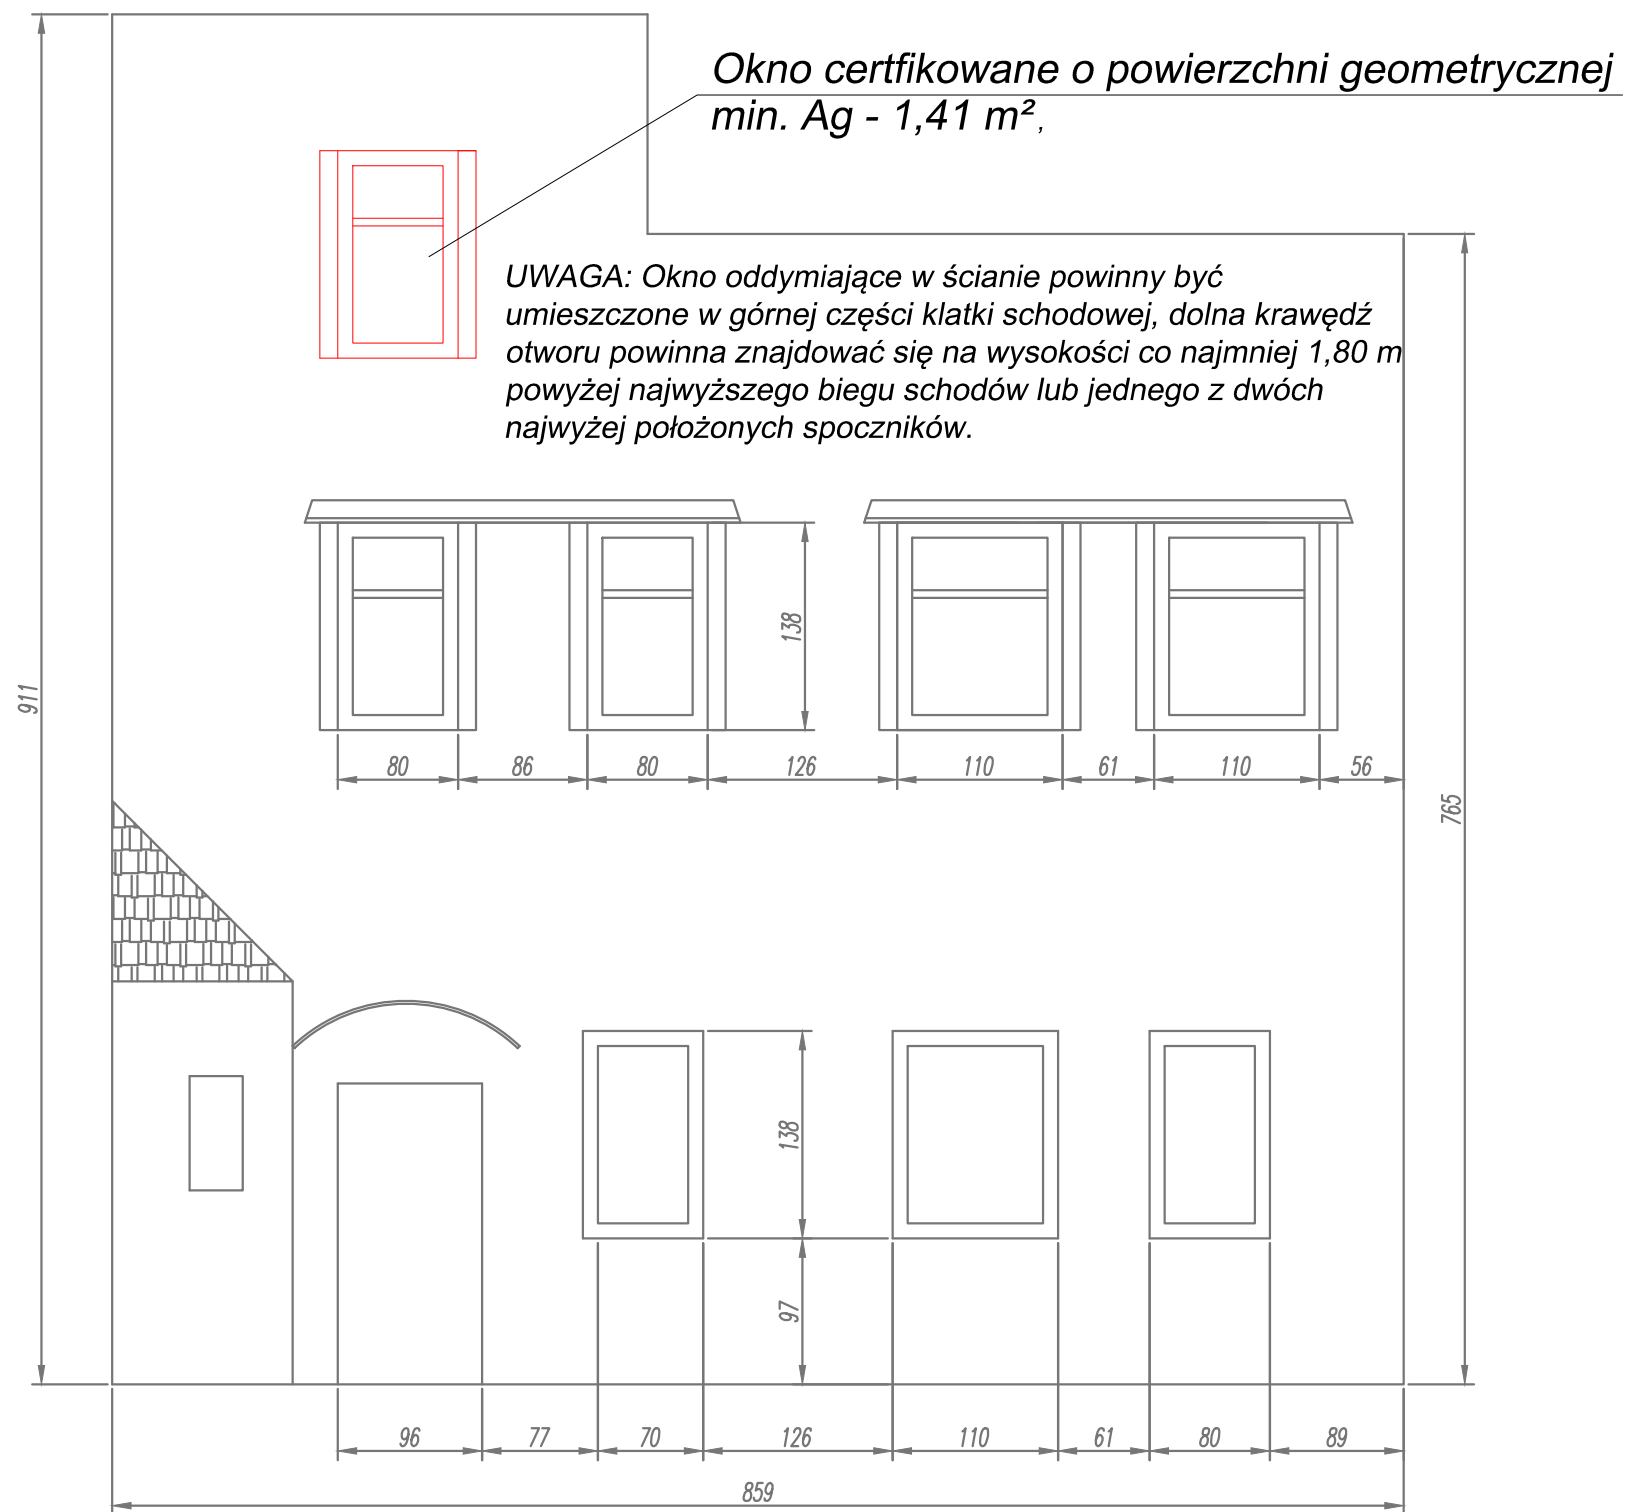 Okno certfikowane o powierzchni geometrycznej
min. Ag - 1,41 m²,
UWAGA: Okno oddymiające w ścianie powinny być
umieszczone w górnej części klatki schodowej, dolna krawędź
otworu powinna znajdować się na wysokości co najmniej 1,80 m
powyżej najwyższego biegu schodów lub jednego z dwóch
najwyżej położonych spoczników.
138
911
80 86 80 126 110 61 110 56
765
138
97
96 77 70 126 110 61 80 89
859